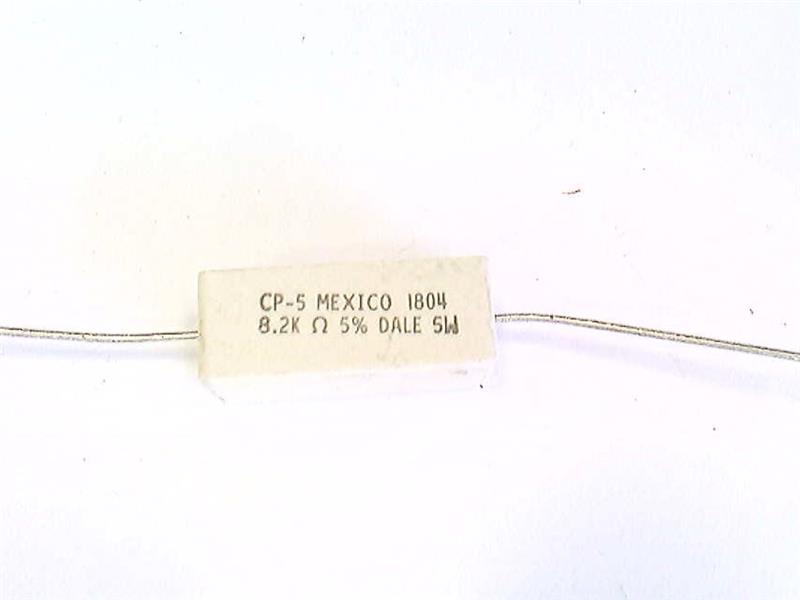 CP-5 MEXICO 1804
8.2K Ω 5% DALE 5W